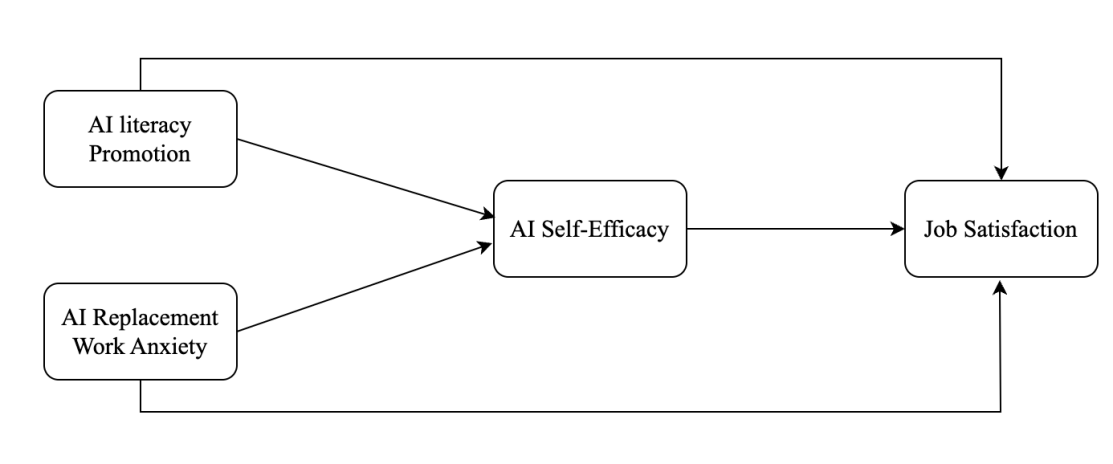 AI literacy
Promotion
AI Self-Efficacy
Job Satisfaction
AI Replacement
Work Anxiety